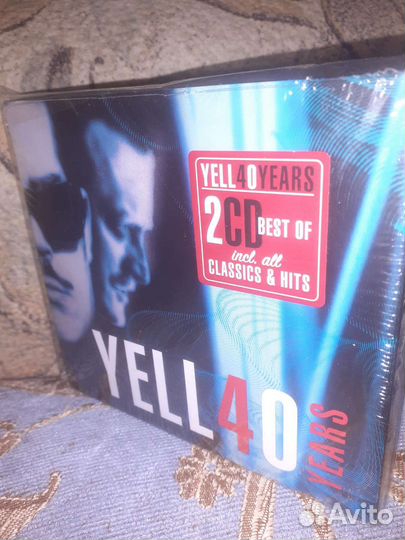 YELL40YEARS
2CD BEST OF
incl. all
CLASSICS & HITS
YELL40
YEARS
Avito